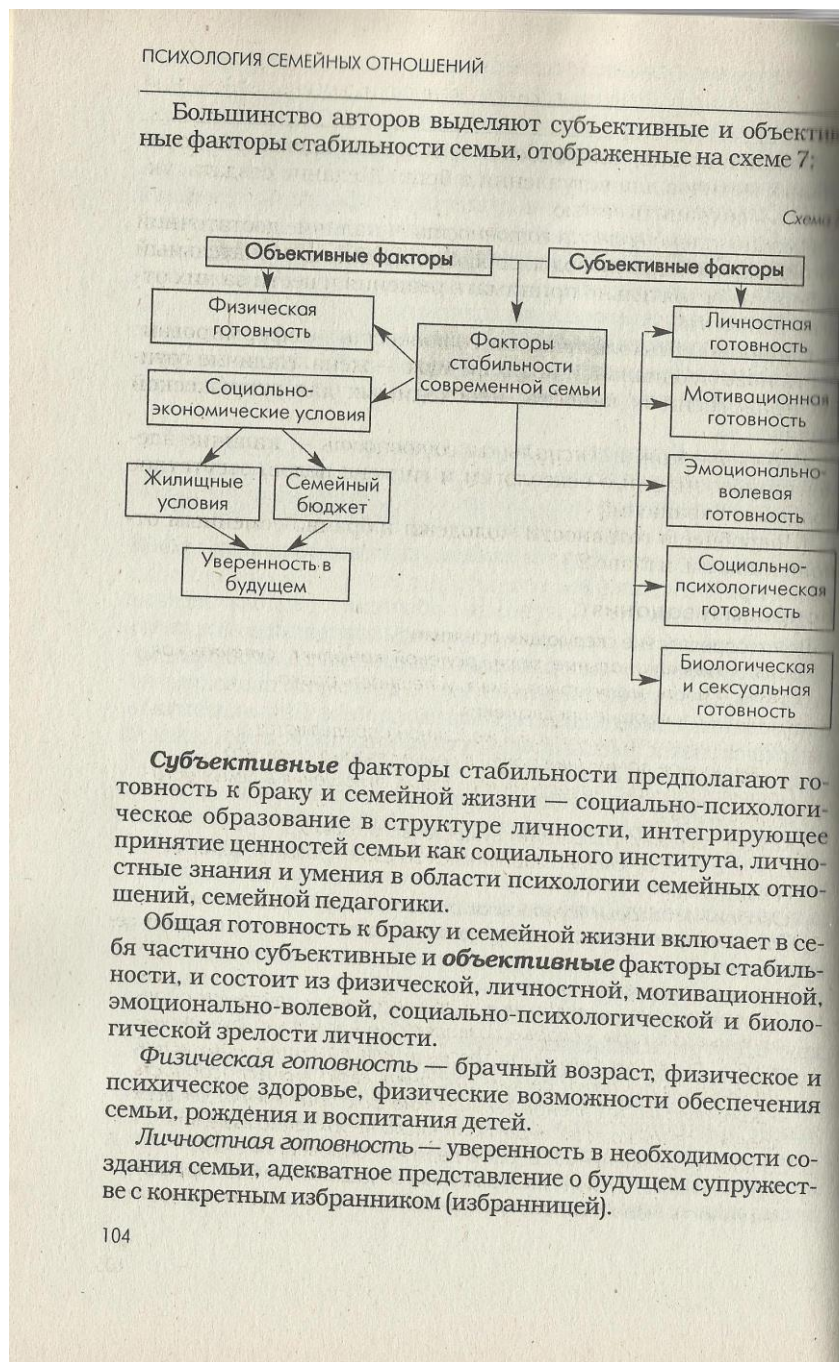 ПСИХОЛОГИЯ СЕМЕЙНЫХ ОТНОШЕНИЙ
Большинство авторов выделяют субъективные и объектив-
ные факторы стабильности семьи, отображенные на схеме 7;
Схема
Объективные факторы
Субъективные факторы
Физическая
готовность
Факторы
стабильности
современной семьи
Личностная
готовность
Социально-
экономические условия
Мотивационная
готовность
Жилищные
условия
Семейный
бюджет
Эмоционально-
волевая
готовность
Уверенность в
будущем
Социально-
психологическая
готовность
Биологическая
и сексуальная
готовность
Субъективные факторы стабильности предполагают го-
товность к браку и семейной жизни — социально-психологи-
ческое образование в структуре личности, интегрирующее
принятие ценностей семьи как социального института, лично-
стные знания и умения в области психологии семейных отно-
шений, семейной педагогики.
Общая готовность к браку и семейной жизни включает в се-
бя частично субъективные и объективные факторы стабиль-
ности, и состоит из физической, личностной, мотивационной,
эмоционально-волевой, социально-психологической и биоло-
гической зрелости личности.
Физическая готовность — брачный возраст, физическое и
психическое здоровье, физические возможности обеспечения
семьи, рождения и воспитания детей.
Личностная готовность — уверенность в необходимости со-
здания семьи, адекватное представление о будущем супружест-
ве с конкретным избранником (избранницей).
104